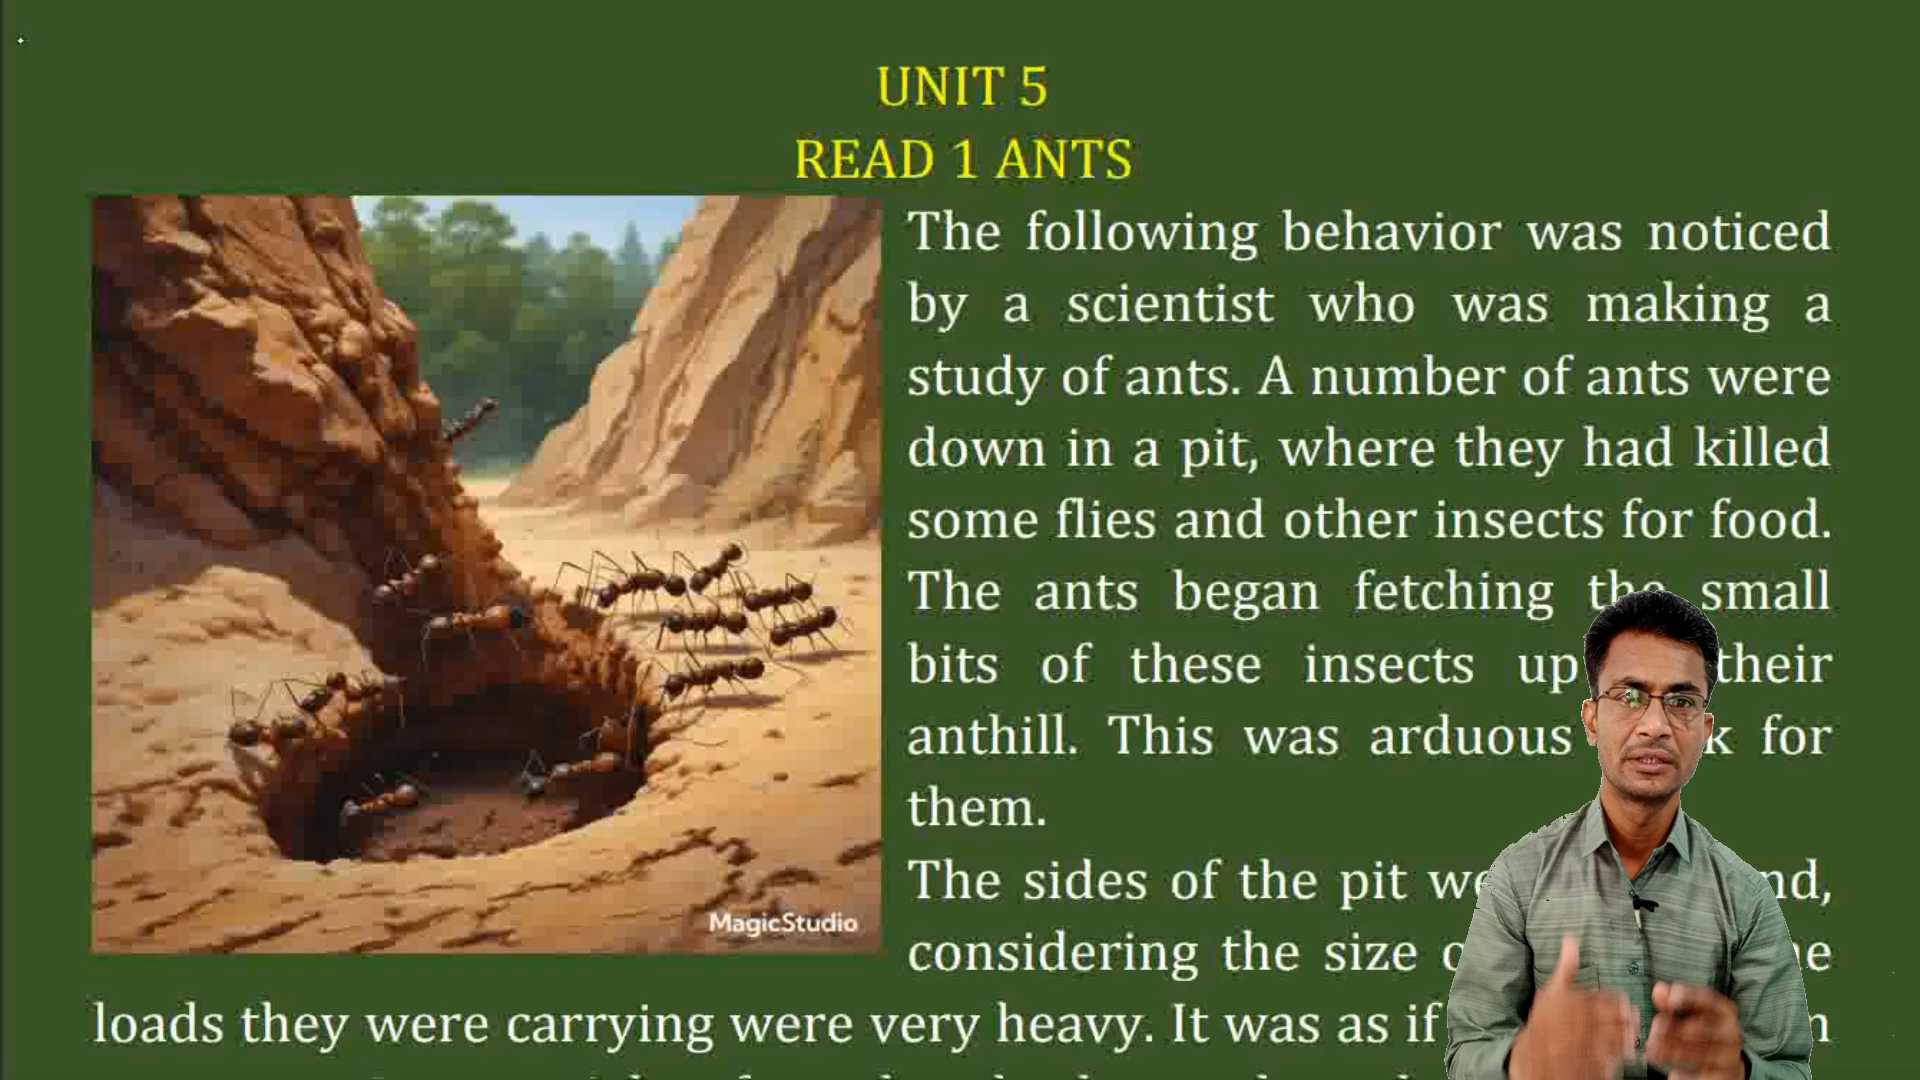 UNIT 5
READ 1 ANTS
The following behavior was noticed
by a scientist who was making a
study of ants. A number of ants were
down in a pit, where they had killed
some flies and other insects for food.
The ants began fetching the small
bits of these insects up their
anthill. This was arduous for
them.
The sides of the pit
considering the size
loads they were carrying were very heavy. It was as if
MagicStudio